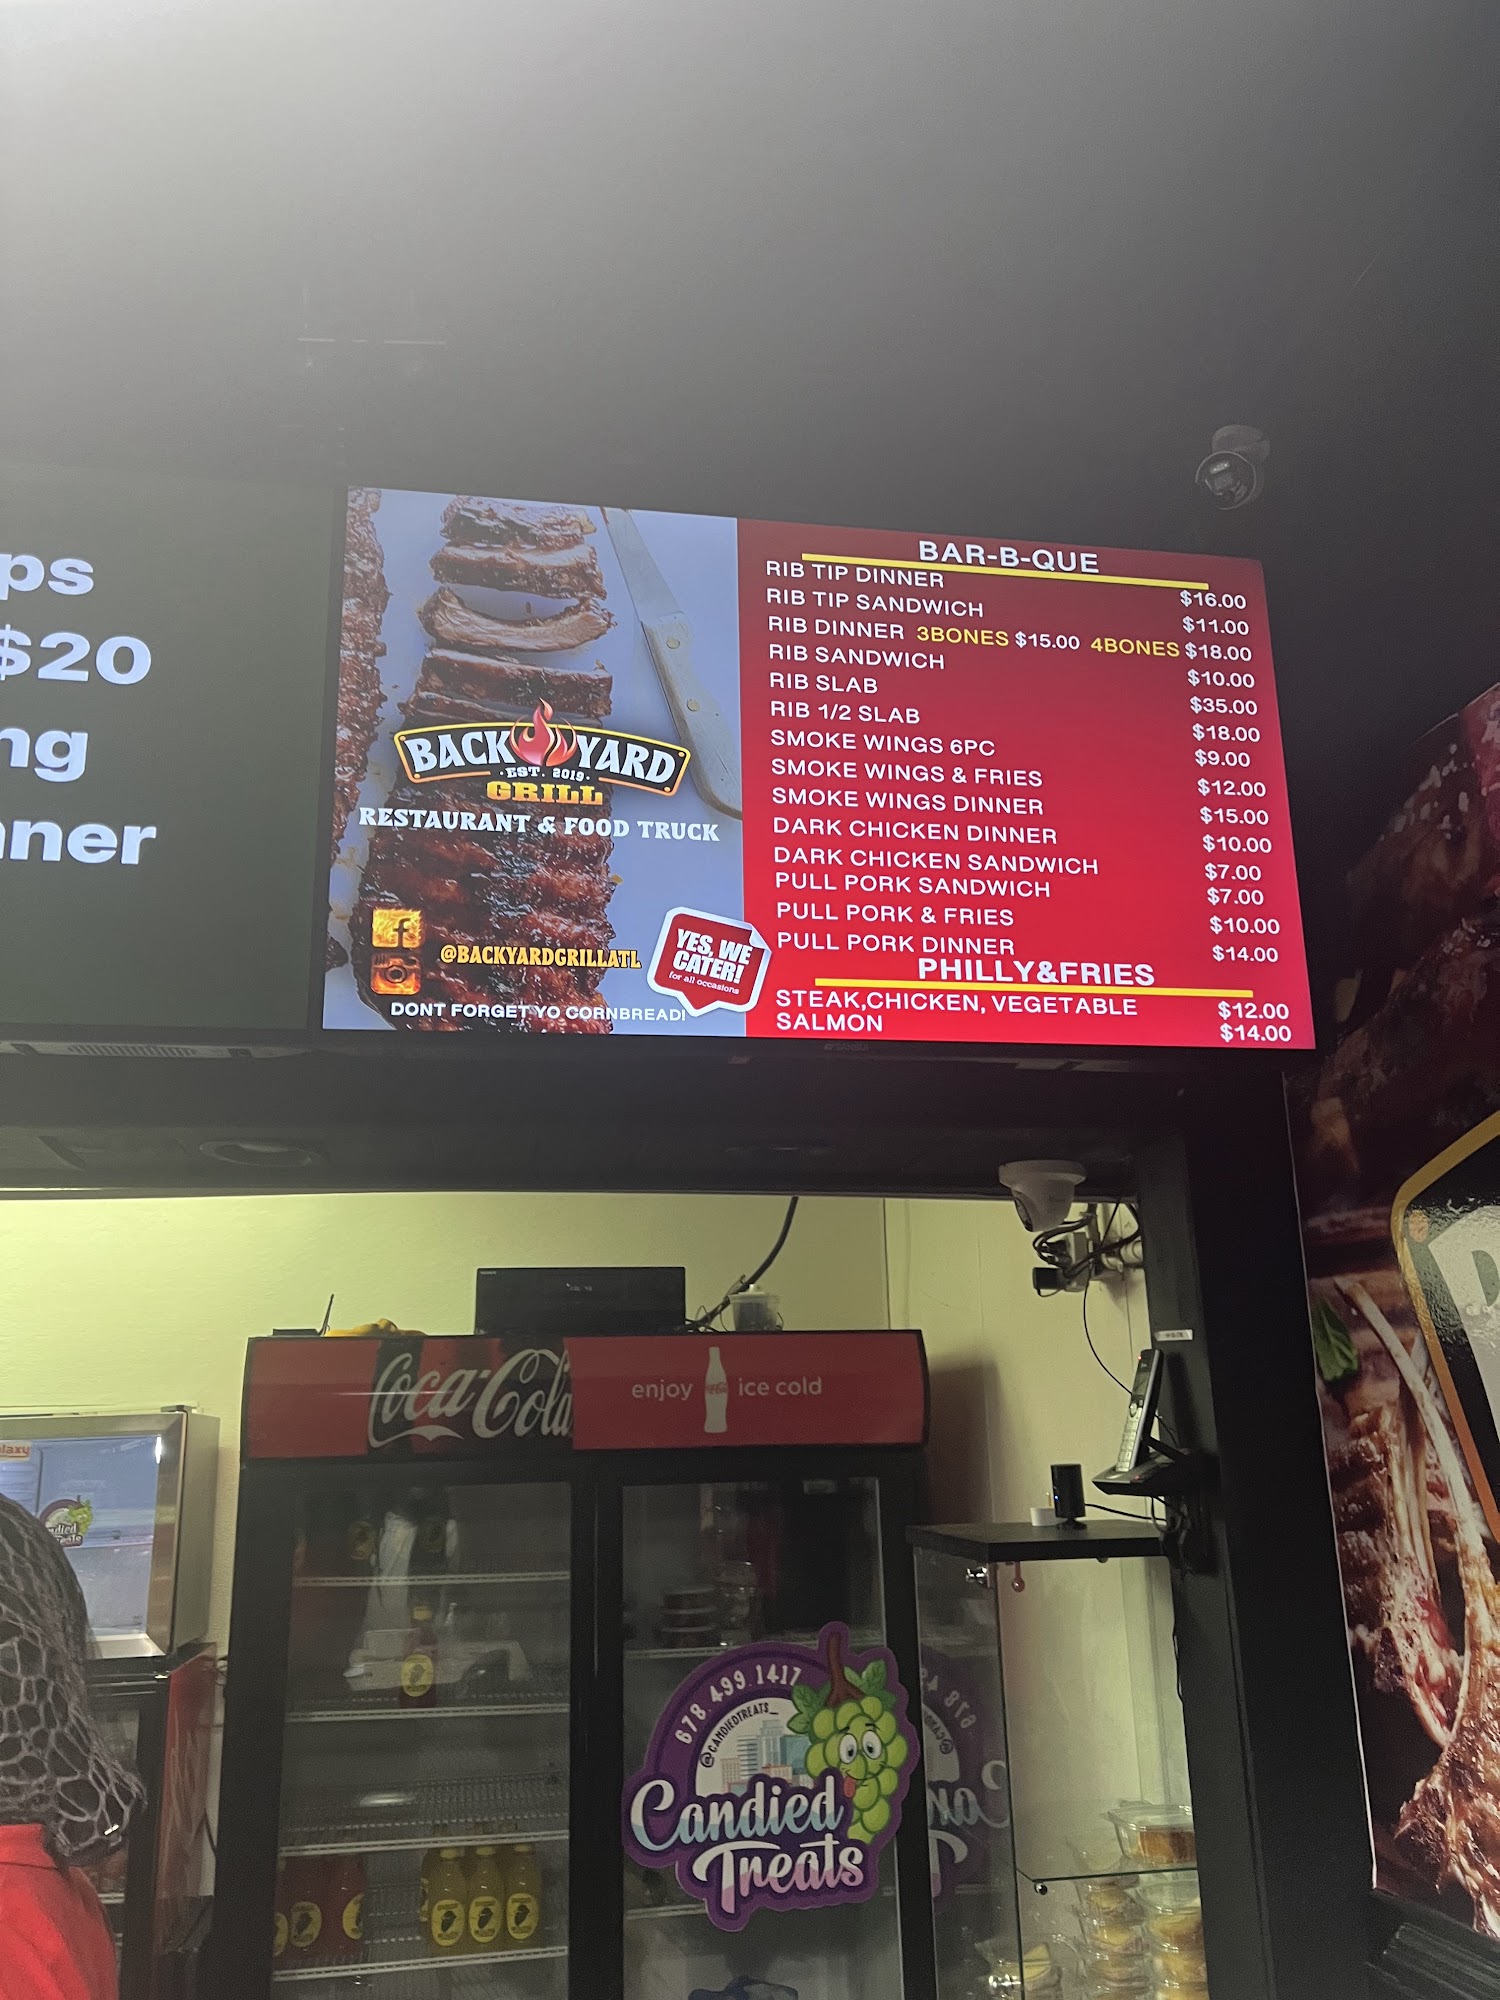 $20
BACK YARD
· EST. 2019 ·
GRILL
RESTAURANT & FOOD TRUCK
@BACKYARDGRILLATL
YES, WE
CATER!
for all occasions
DONT FORGET YO CORNBREAD!
BAR-B-QUE
RIB TIP DINNER $16.00
RIB TIP SANDWICH $11.00
RIB DINNER 3BONES $15.00 4BONES $18.00
RIB SANDWICH $10.00
RIB SLAB $35.00
RIB 1/2 SLAB $18.00
SMOKE WINGS 6PC $9.00
SMOKE WINGS & FRIES $12.00
SMOKE WINGS DINNER $15.00
DARK CHICKEN DINNER $10.00
DARK CHICKEN SANDWICH $7.00
PULL PORK SANDWICH $7.00
PULL PORK & FRIES $10.00
PULL PORK DINNER $14.00
PHILLY&FRIES
STEAK,CHICKEN, VEGETABLE $12.00
SALMON $14.00
Coca-Cola
enjoy ice cold
678.499.1417
@CANDIEDTREATS_
Candied
Treats